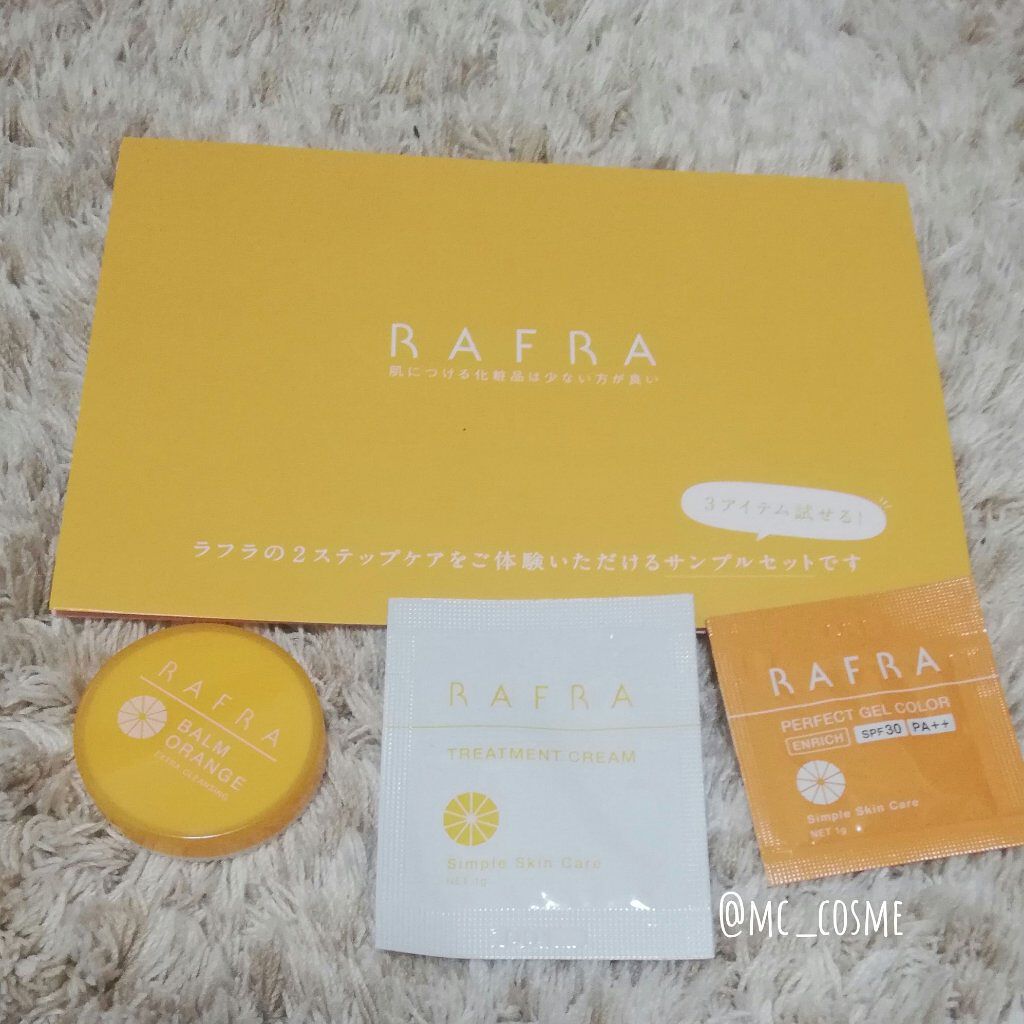 RAFRA
肌につける化粧品は少ない方が良い
3アイテム試せる!
ラフラの2ステップケアをご体験いただけるサンプルセットです
RAFRA
BALM
ORANGE
EXTRA CLEANSING
RAFRA
TREATMENT CREAM
Simple Skin Care
NET 1g
RAFRA
PERFECT GEL COLOR
ENRICH SPF30 PA++
Simple Skin Care
NET 1g
@MC_COSME